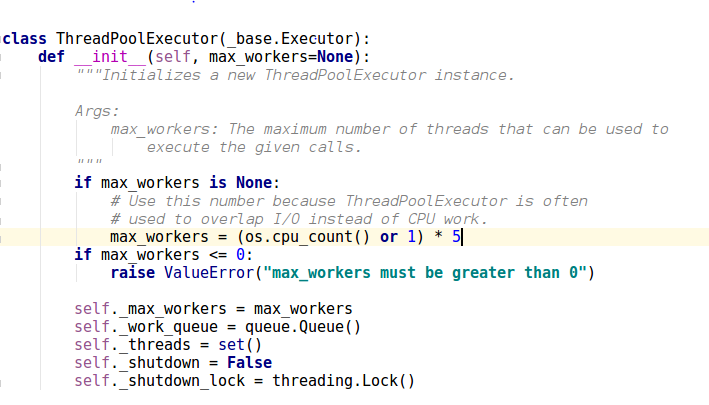 class ThreadPoolExecutor(_base.Executor):
    def __init__(self, max_workers=None):
        """Initializes a new ThreadPoolExecutor instance.

        Args:
            max_workers: The maximum number of threads that can be used to
                execute the given calls.
        """
        if max_workers is None:
            # Use this number because ThreadPoolExecutor is often
            # used to overlap I/O instead of CPU work.
            max_workers = (os.cpu_count() or 1) * 5
        if max_workers <= 0:
            raise ValueError("max_workers must be greater than 0")

        self._max_workers = max_workers
        self._work_queue = queue.Queue()
        self._threads = set()
        self._shutdown = False
        self._shutdown_lock = threading.Lock()